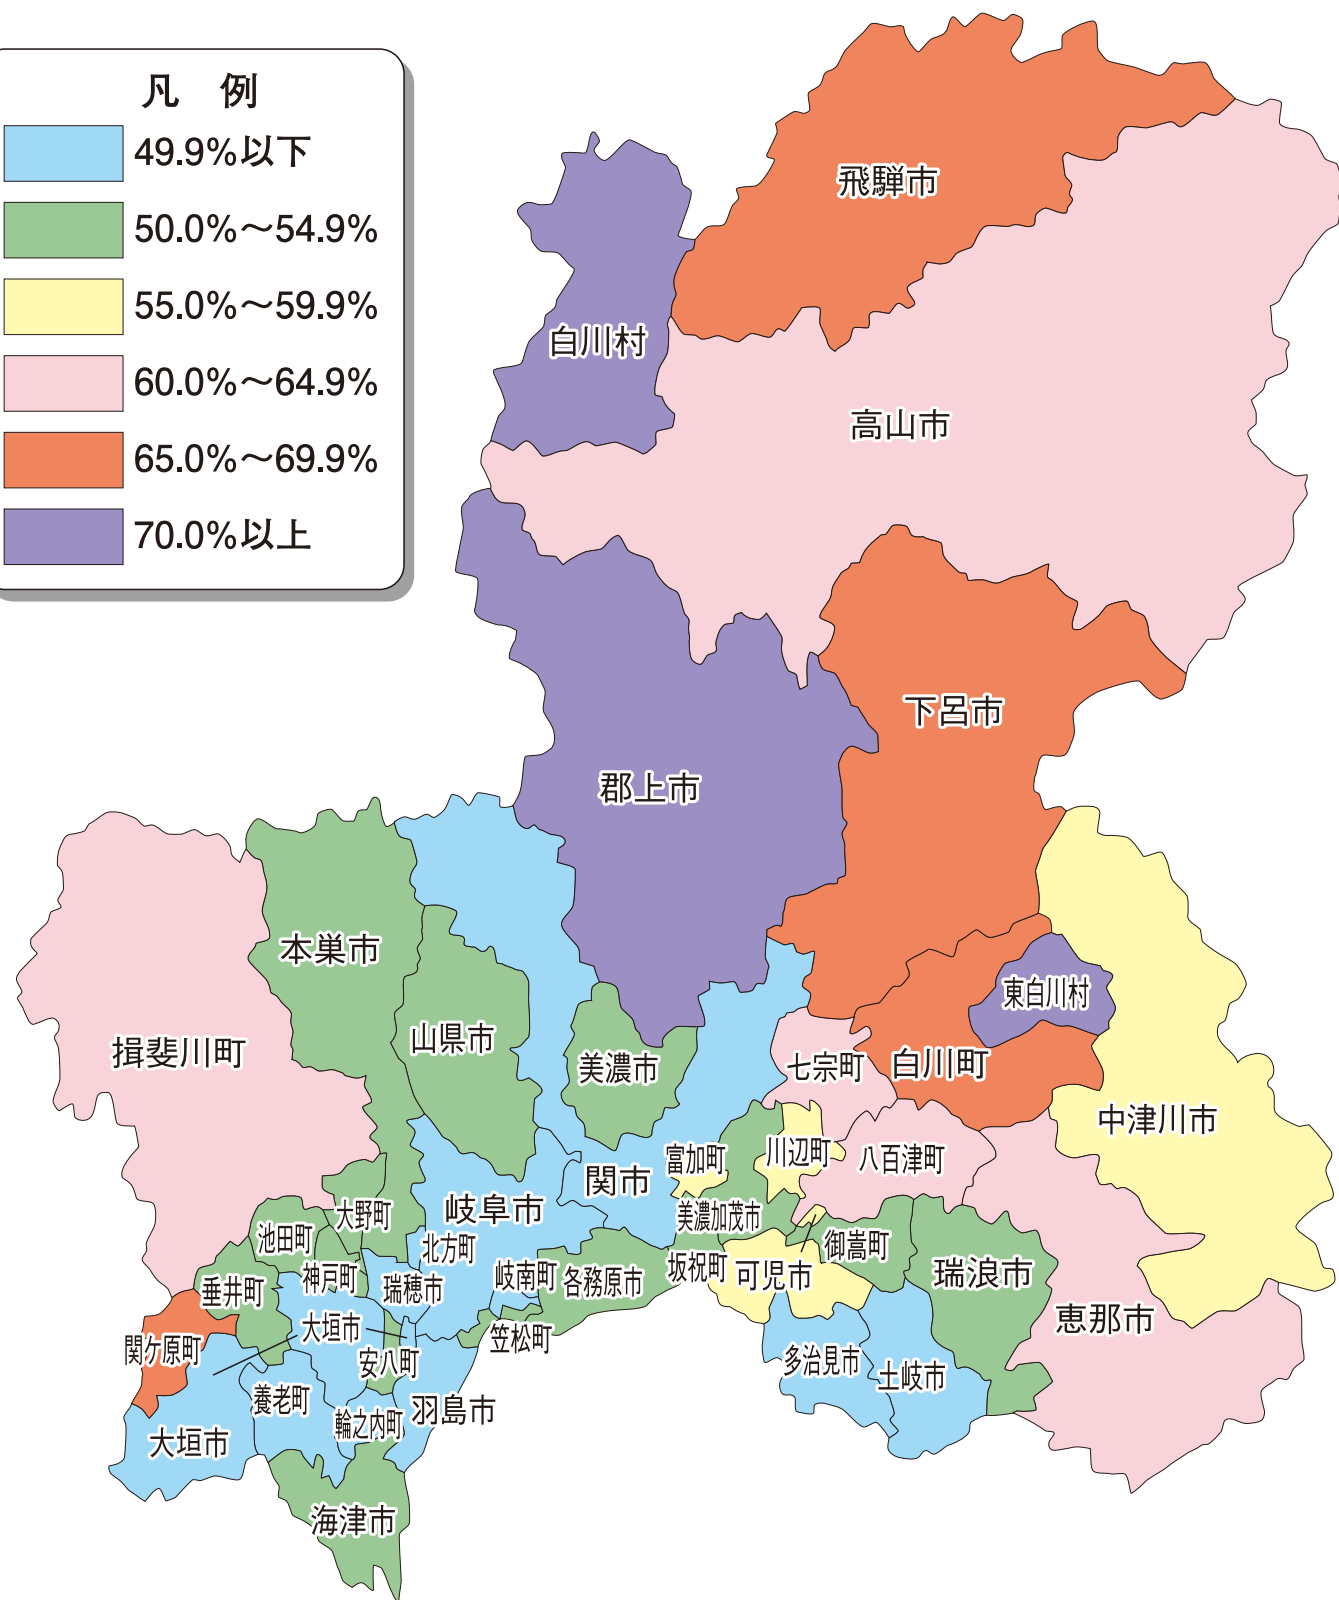 凡 例
49.9%以下
50.0%～54.9%
55.0%～59.9%
60.0%～64.9%
65.0%～69.9%
70.0%以上
飛騨市
白川村
高山市
下呂市
郡上市
本巣市
東白川村
山県市
揖斐川町
美濃市
七宗町
白川町
中津川市
富加町
川辺町
八百津町
関市
岐阜市
大野町
美濃加茂市
池田町
北方町
御嵩町
坂祝町
可児市
瑞浪市
神戸町
瑞穂市
岐南町
各務原市
垂井町
大垣市
笠松町
恵那市
関ケ原町
安八町
多治見市
土岐市
養老町
輪之内町
羽島市
大垣市
海津市